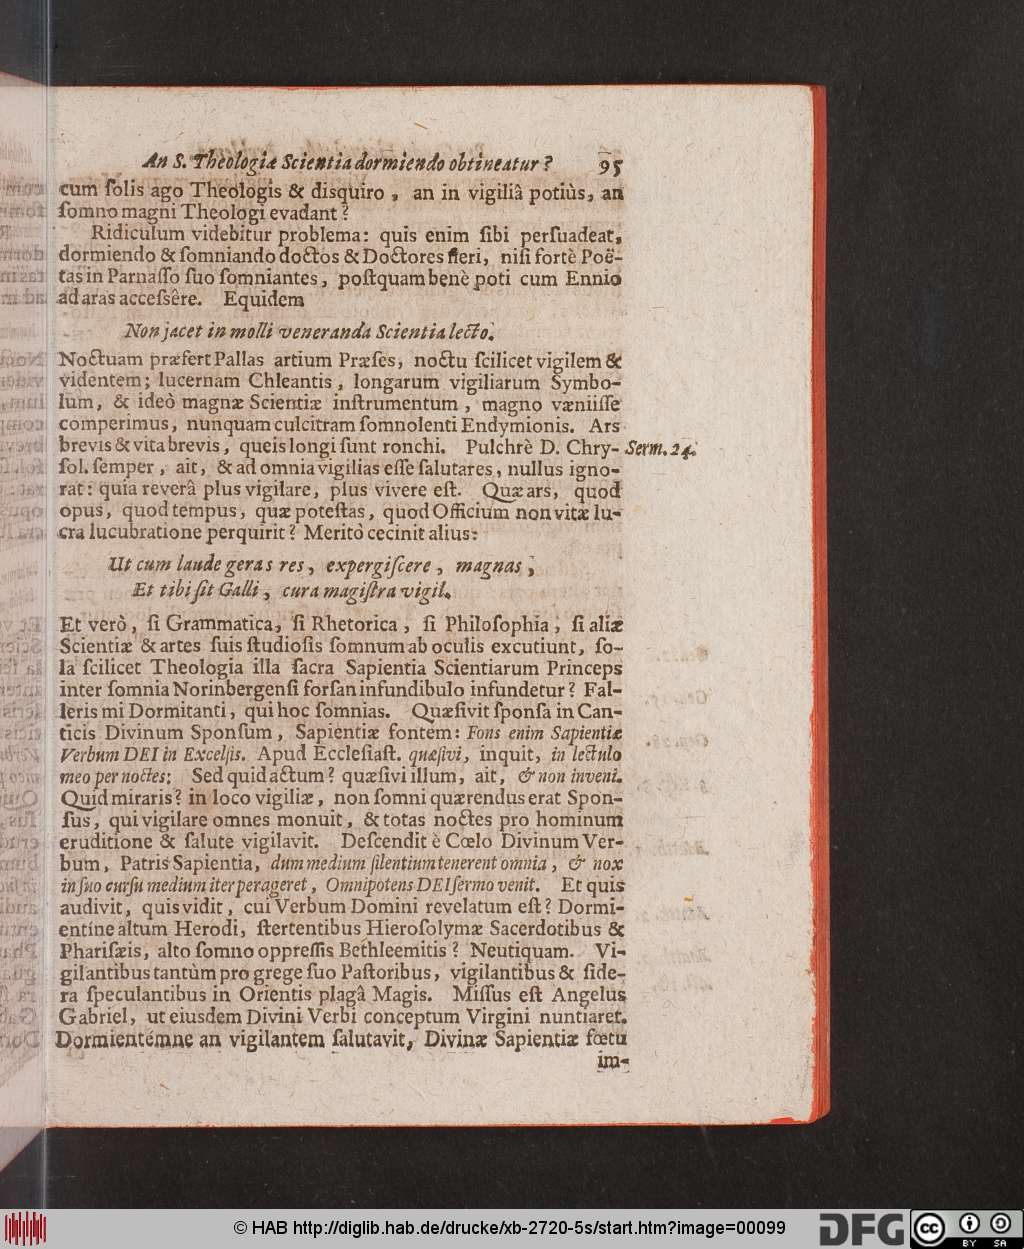 An S. Theologiæ Scientia dormiendo obtineatur? 95
cum ſolis ago Theologis & diſquiro, an in vigiliâ potiùs, an
ſomno magni Theologi evadant?
Ridiculum videbitur problema: quis enim ſibi perſuadeat,
dormiendo & ſomniando doctos & Doctores fieri, niſi fortè Poë-
tas in Parnaſſo ſuo ſomniantes, poſtquam benè poti cum Ennio
ad aras acceſsêre. Equidem
Non jacet in molli veneranda Scientia lecto.
Noctuam præfert Pallas artium Præſes, noctu ſcilicet vigilem &
videntem; lucernam Chleantis, longarum vigiliarum Symbo-
lum, & ideò magnæ Scientiæ inſtrumentum, magno væniiſſe
comperimus, nunquam culcitram ſomnolenti Endymionis. Ars
brevis & vita brevis, queis longi ſunt ronchi. Pulchrè D. Chry- Serm. 24.
ſol. ſemper, ait, & ad omnia vigilias eſſe ſalutares, nullus igno-
rat: quia reverâ plus vigilare, plus vivere eſt. Quæ ars, quod
opus, quod tempus, quæ poteſtas, quod Officium non vitæ lu-
cra lucubratione perquirit? Meritò cecinit alius:
Ut cum laude geras res, expergiſcere, magnas;
Et tibi ſit Galli, cura magiſtra vigil.
Et verò, ſi Grammatica, ſi Rhetorica, ſi Philoſophia, ſi aliæ
Scientiæ & artes ſuis ſtudioſis ſomnum ab oculis excutiunt, ſo-
la ſcilicet Theologia illa ſacra Sapientia Scientiarum Princeps
inter ſomnia Norinbergenſi forſan infundibulo infundetur? Fal-
leris mi Dormitanti, qui hoc ſomnias. Quæſivit ſponſa in Can-
ticis Divinum Sponſum, Sapientiæ fontem: Fons enim Sapientiæ
Verbum DEI in Excelſis. Apud Eccleſiaſt. quæſivi, inquit, in lectulo
meo per noctes: Sed quid actum? quæſivi illum, ait, & non inveni.
Quid miraris? in loco vigiliæ, non ſomni quærendus erat Spon-
ſus, qui vigilare omnes monuit, & totas noctes pro hominum
eruditione & ſalute vigilavit. Deſcendit è Cœlo Divinum Ver-
bum, Patris Sapientia, dum medium ſilentium tenerent omnia, & nox
in ſuo curſu medium iter perageret, Omnipotens DEI ſermo venit. Et quis
audivit, quis vidit, cui Verbum Domini revelatum eſt? Dormi-
entine altum Herodi, ſtertentibus Hieroſolymæ Sacerdotibus &
Phariſæis, alto ſomno oppreſſis Bethleemitis? Neutiquam. Vi-
gilantibus tantùm pro grege ſuo Paſtoribus, vigilantibus & ſide-
ra ſpeculantibus in Orientis plagâ Magis. Miſſus eſt Angelus
Gabriel, ut eiusdem Divini Verbi conceptum Virgini nuntiaret.
Dormientémne an vigilantem ſalutavit, Divinæ Sapientiæ fœtu
im-
© HAB http://diglib.hab.de/drucke/xb-2720-5s/start.htm?image=00099
DFG
cc BY SA